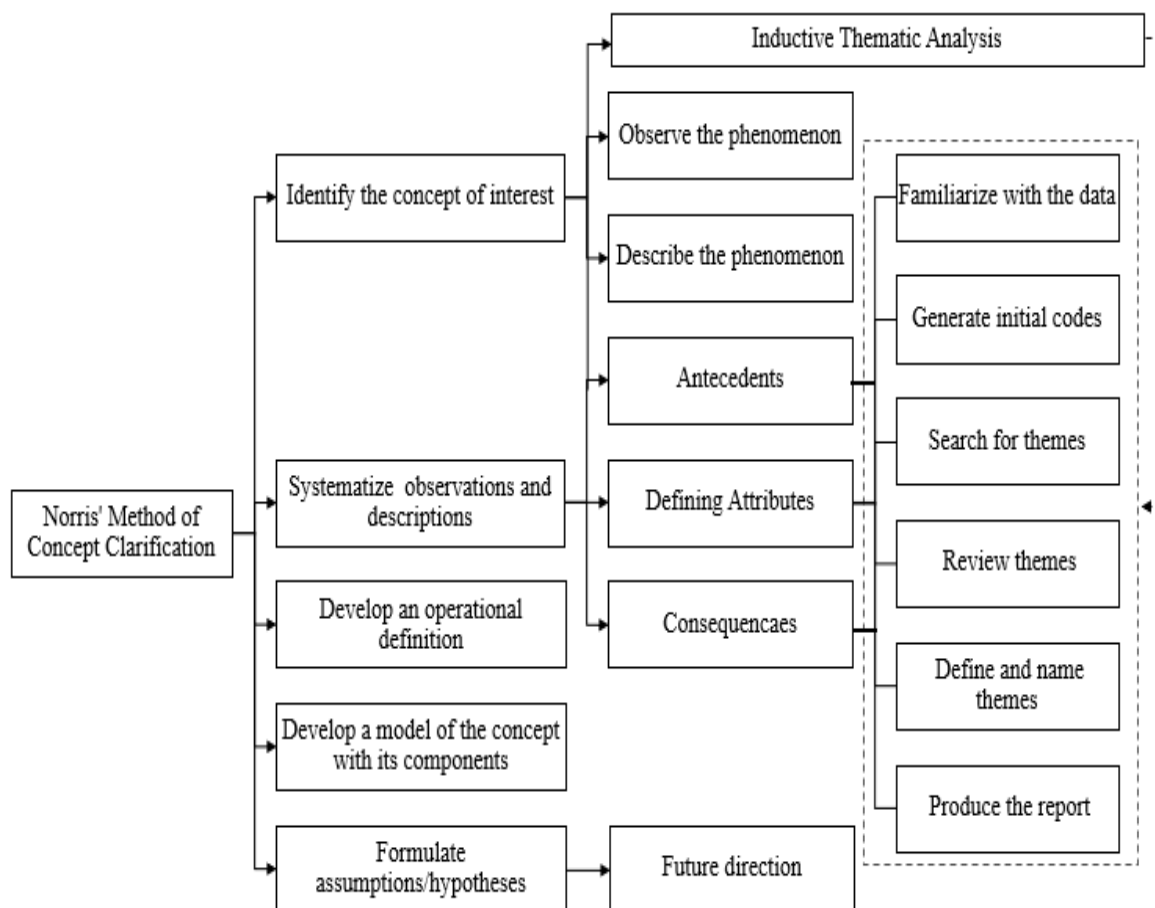 Norris' Method of
Concept Clarification
Identify the concept of interest
Systematize observations and
descriptions
Develop an operational
definition
Develop a model of the concept
with its components
Formulate
assumptions/hypotheses
Inductive Thematic Analysis
Observe the phenomenon
Describe the phenomenon
Antecedents
Defining Attributes
Consequencaes
Future direction
Familiarize with the data
Generate initial codes
Search for themes
Review themes
Define and name
themes
Produce the report